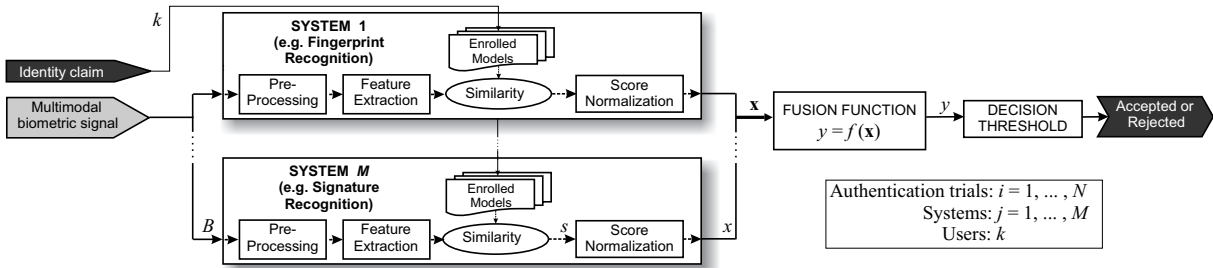 k
SYSTEM 1
(e.g. Fingerprint
Recognition)
Enrolled
Models
Identity claim
Pre-
Processing
Feature
Extraction
Similarity
Score
Normalization
Multimodal
biometric signal
x
FUSION FUNCTION
y = f(x)
y
DECISION
THRESHOLD
Accepted or
Rejected
SYSTEM M
(e.g. Signature
Recognition)
Enrolled
Models
B
Pre-
Processing
Feature
Extraction
Similarity
s
Score
Normalization
x
Authentication trials: i = 1, ... , N
Systems: j = 1, ... , M
Users: k